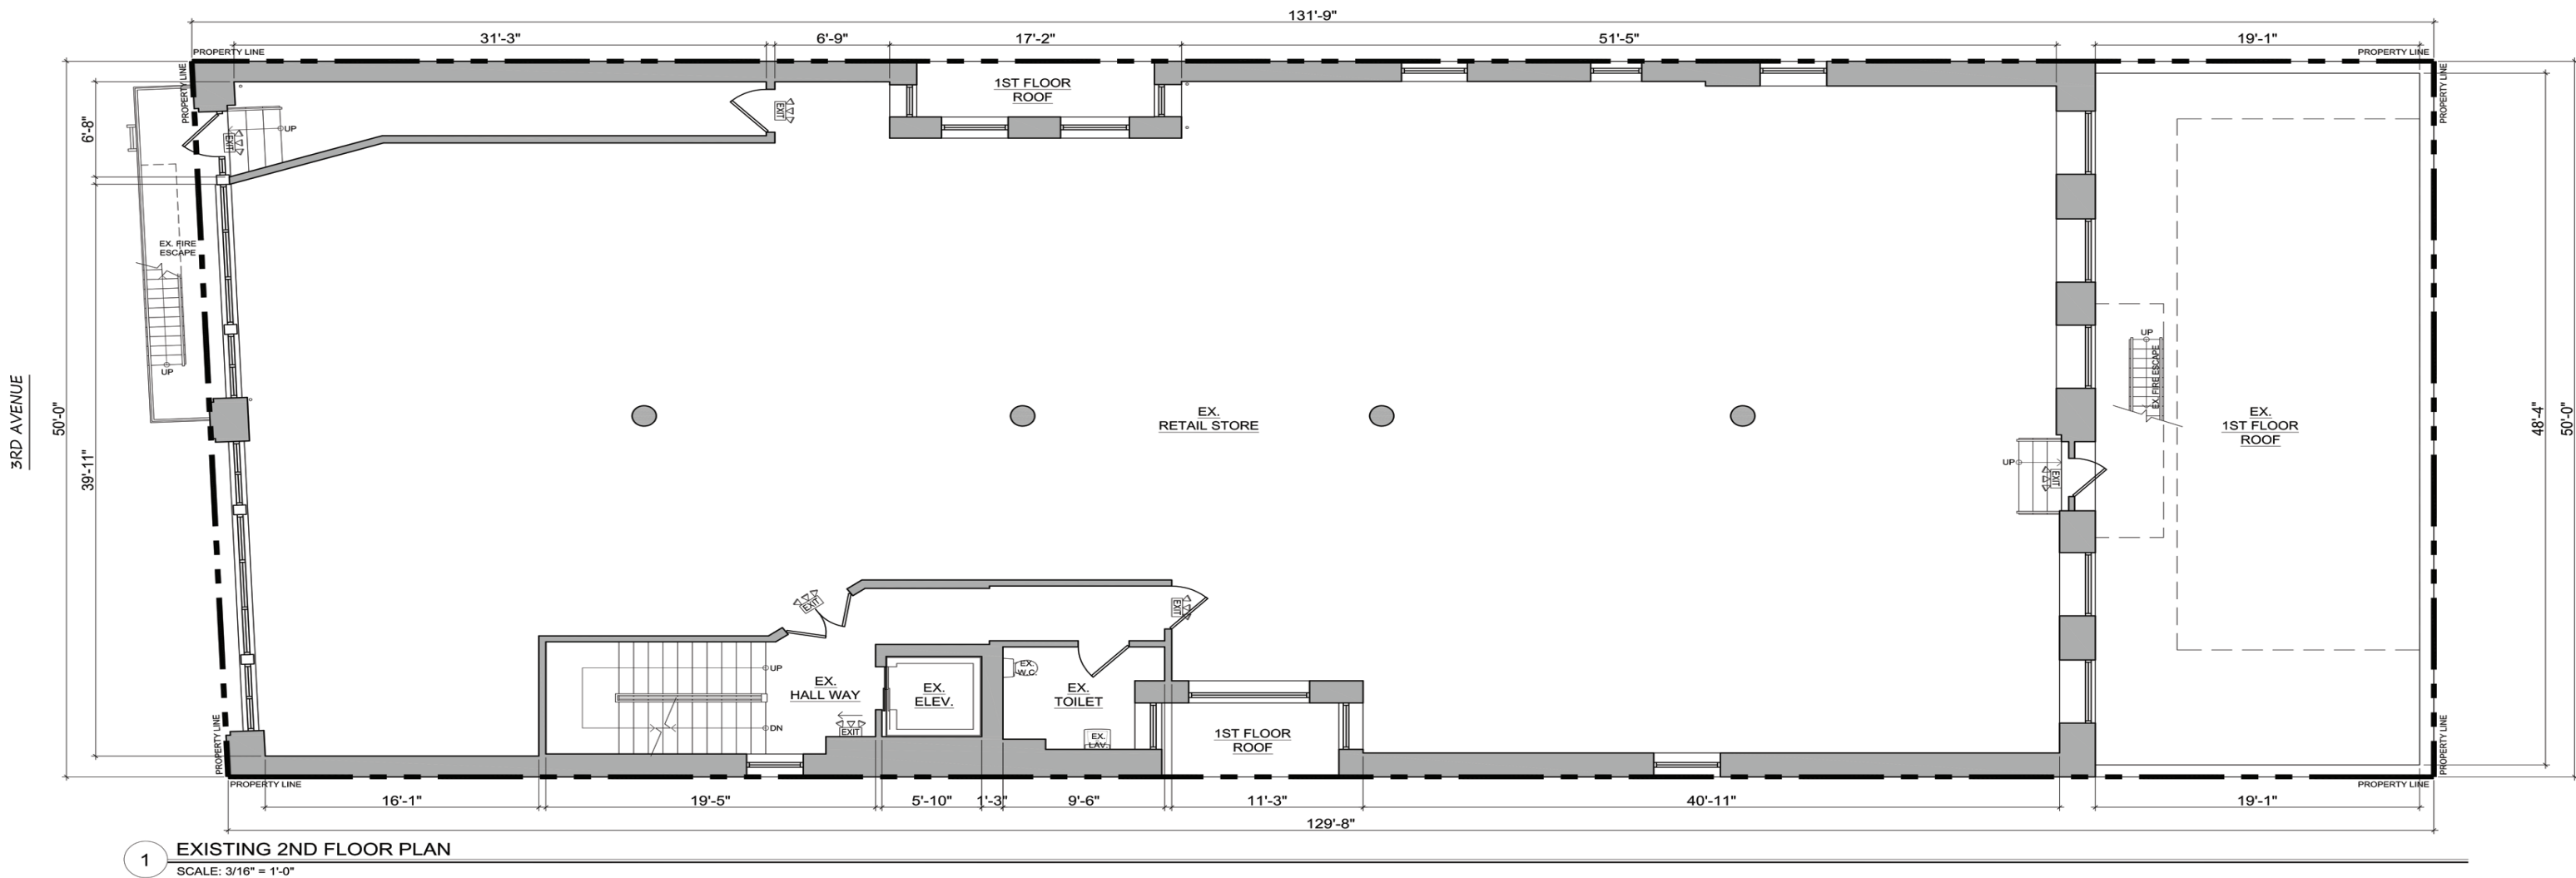 131'-9"
31'-3"
6'-9"
17'-2"
51'-5"
19'-1"
PROPERTY LINE
PROPERTY LINE
PROPERTY LINE
PROPERTY LINE
1ST FLOOR
ROOF
EXIT
UP
EXIT
6'-8"
EX. FIRE
ESCAPE
UP
3RD AVENUE
50'-0"
39'-11"
EX.
RETAIL STORE
UP
EX. FIRE ESCAPE
UP
EXIT
EX.
1ST FLOOR
ROOF
48'-4"
50'-0"
EXIT
EXIT
UP
DN
EX.
HALL WAY
EXIT
EX.
ELEV.
EX.
W.C.
EX.
TOILET
EX.
LAV.
1ST FLOOR
ROOF
PROPERTY LINE
PROPERTY LINE
PROPERTY LINE
PROPERTY LINE
16'-1"
19'-5"
5'-10"
1'-3"
9'-6"
11'-3"
40'-11"
19'-1"
129'-8"
1
EXISTING 2ND FLOOR PLAN
SCALE: 3/16" = 1'-0"